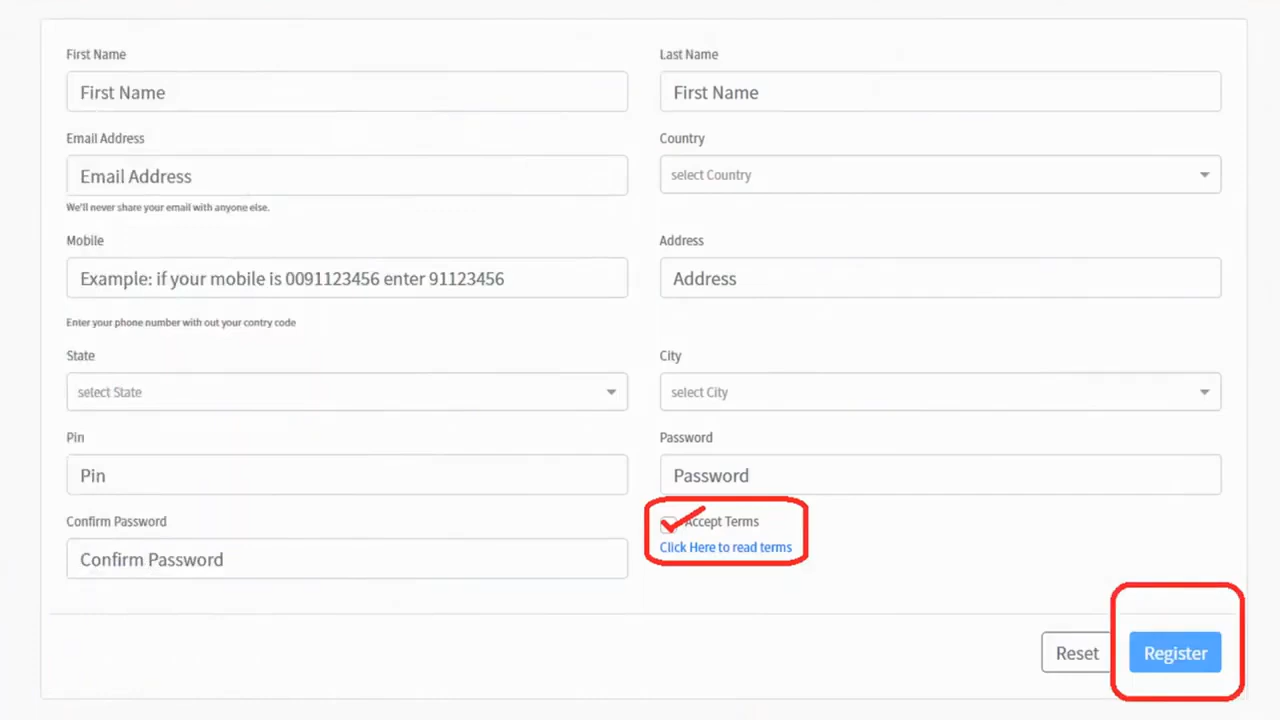 First Name
Last Name
First Name
First Name
Email Address
Country
Email Address
select Country
We'll never share your email with anyone else.
Mobile
Address
Example: if your mobile is 0091123456 enter 91123456
Address
Enter your phone number with out your contry code
State
City
select State
select City
Pin
Password
Pin
Password
Confirm Password
Accept Terms
Click Here to read terms
Confirm Password
Reset
Register